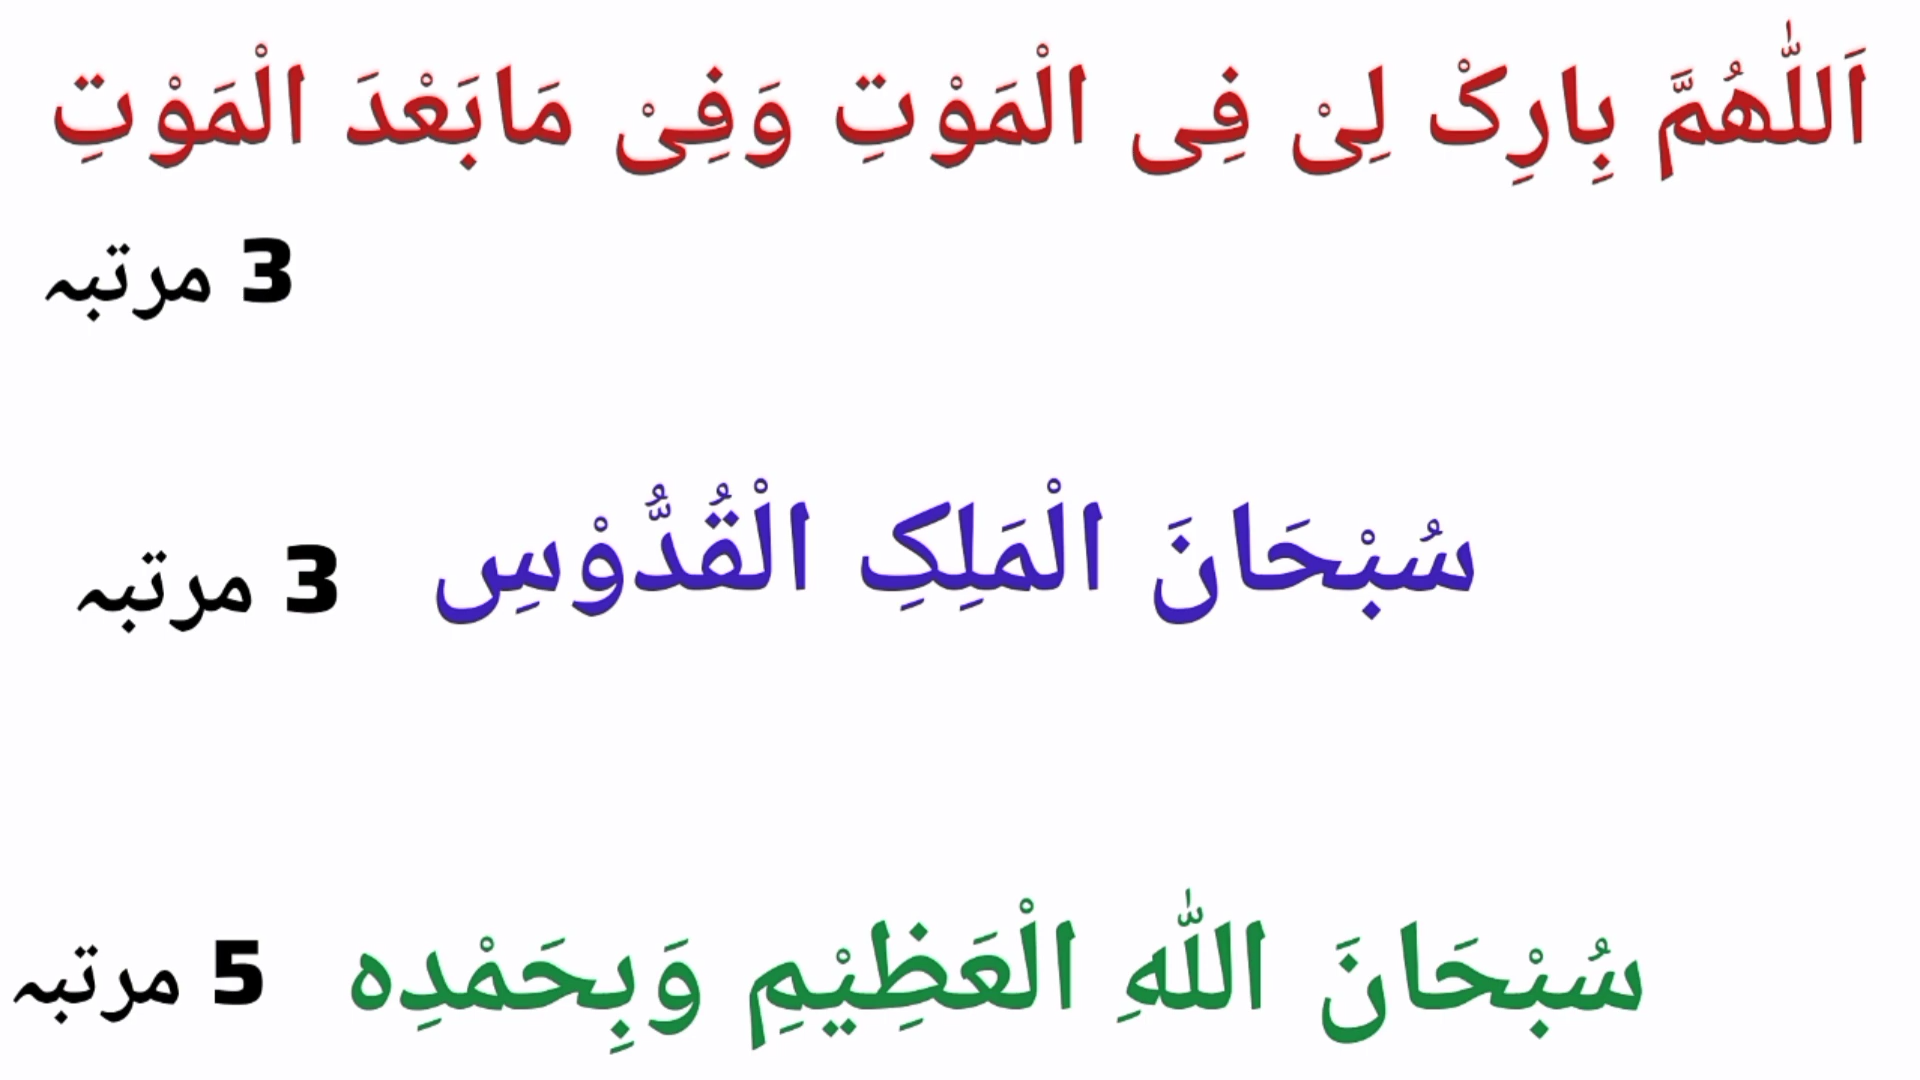 اَللّٰھُمَّ بِارِکْ لِیْ فِی الْمَوْتِ وَفِیْ مَابَعْدَ الْمَوْتِ
3 مرتبہ
سُبْحَانَ الْمَلِکِ الْقُدُّوْسِ 3 مرتبہ
سُبْحَانَ اللّٰہِ الْعَظِیْمِ وَبِحَمْدِہ 5 مرتبہ